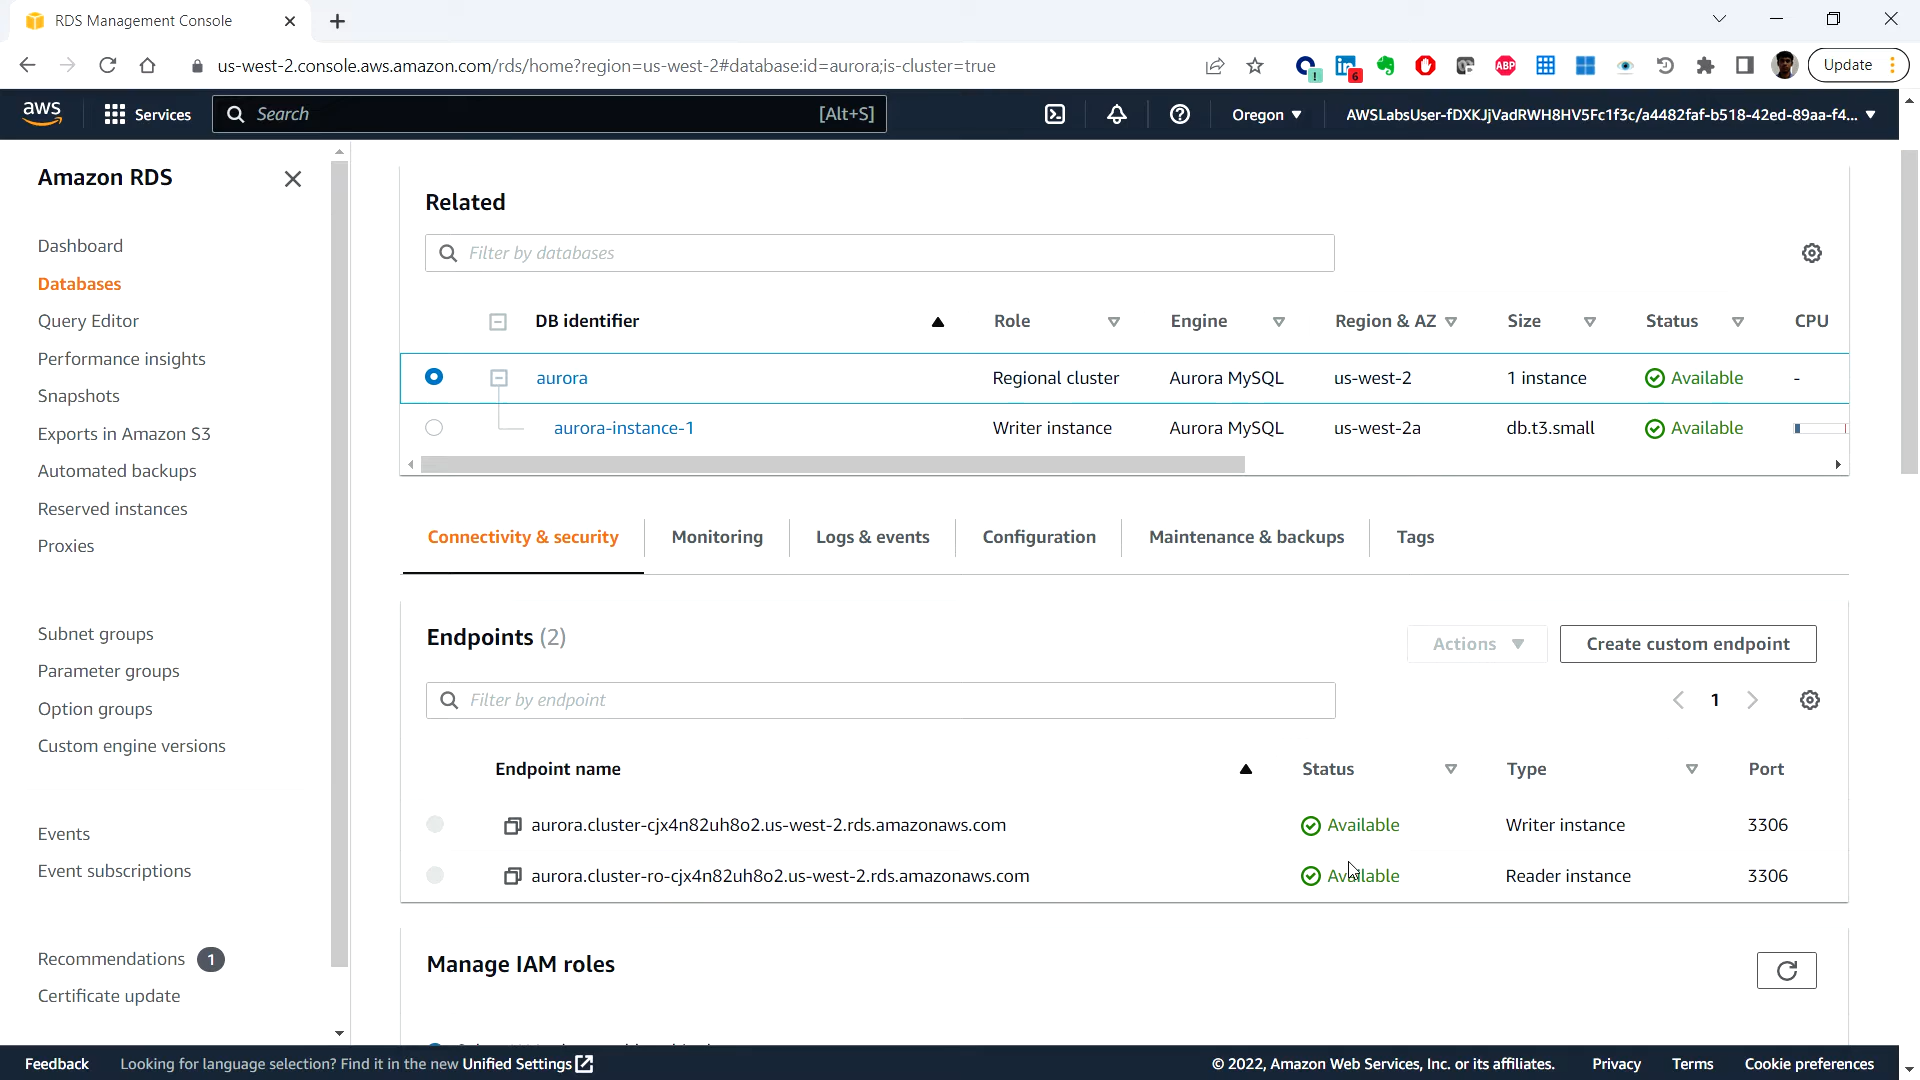 RDS Management Console
us-west-2.console.aws.amazon.com/rds/home?region=us-west-2#database:id=aurora;is-cluster=true
6
ABP
Update
aws
Services
Search
[Alt+S]
Oregon
AWSLabsUser-fDXKJjVadRWH8HV5Fc1f3c/a4482faf-b518-42ed-89aa-f4...
Amazon RDS
Dashboard
Databases
Query Editor
Performance insights
Snapshots
Exports in Amazon S3
Automated backups
Reserved instances
Proxies
Subnet groups
Parameter groups
Option groups
Custom engine versions
Events
Event subscriptions
Recommendations 1
Certificate update
Related
Filter by databases
DB identifier Role Engine Region & AZ Size Status CPU
aurora Regional cluster Aurora MySQL us-west-2 1 instance Available -
aurora-instance-1 Writer instance Aurora MySQL us-west-2a db.t3.small Available
Connectivity & security Monitoring Logs & events Configuration Maintenance & backups Tags
Endpoints (2)
Actions
Create custom endpoint
Filter by endpoint
1
Endpoint name Status Type Port
aurora.cluster-cjx4n82uh8o2.us-west-2.rds.amazonaws.com Available Writer instance 3306
aurora.cluster-ro-cjx4n82uh8o2.us-west-2.rds.amazonaws.com Available Reader instance 3306
Manage IAM roles
Feedback
Looking for language selection? Find it in the new Unified Settings
© 2022, Amazon Web Services, Inc. or its affiliates.
Privacy
Terms
Cookie preferences